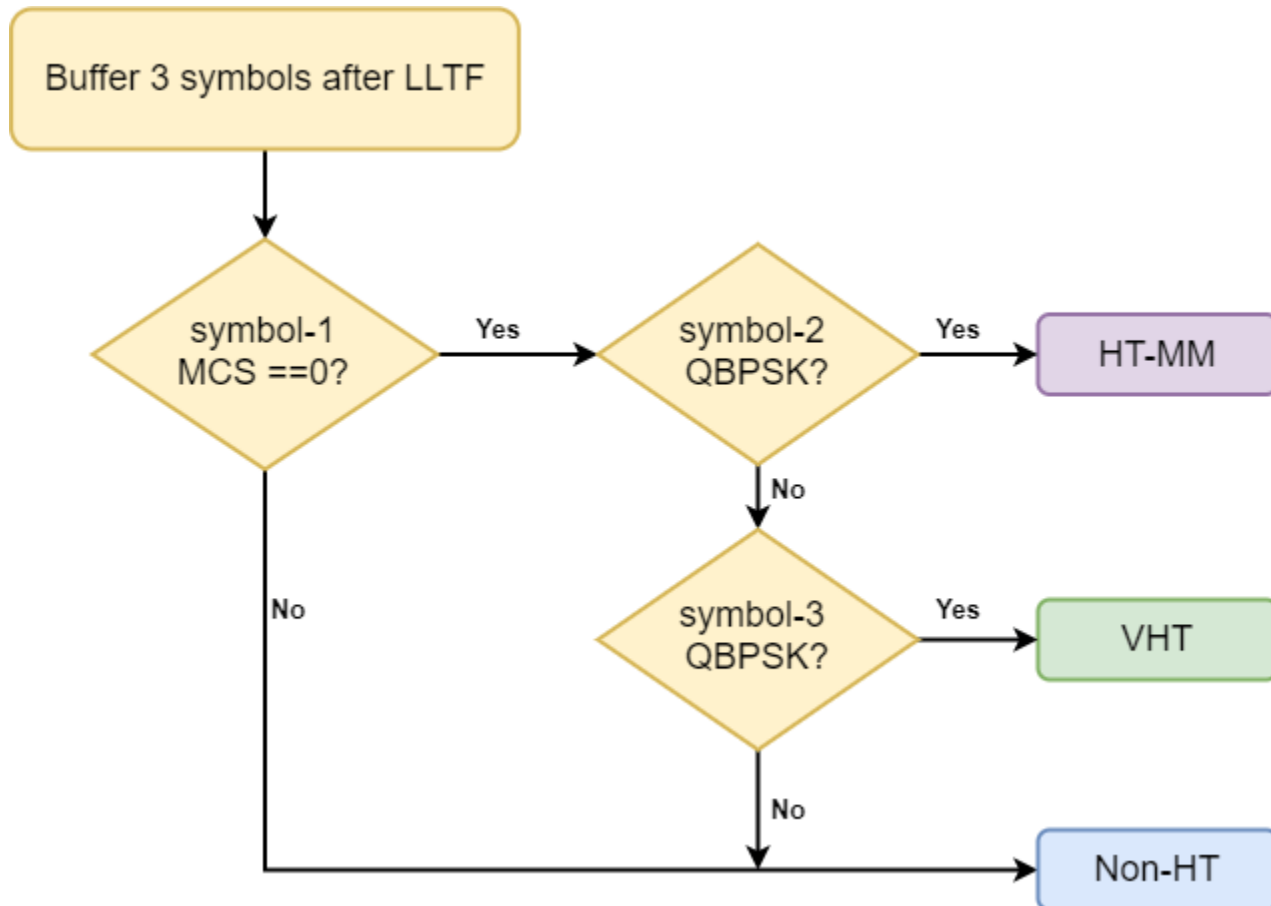 Buffer 3 symbols after LLTF
symbol-1
MCS ==0?
Yes
symbol-2
QBPSK?
Yes
HT-MM
No
symbol-3
QBPSK?
Yes
VHT
No
No
Non-HT